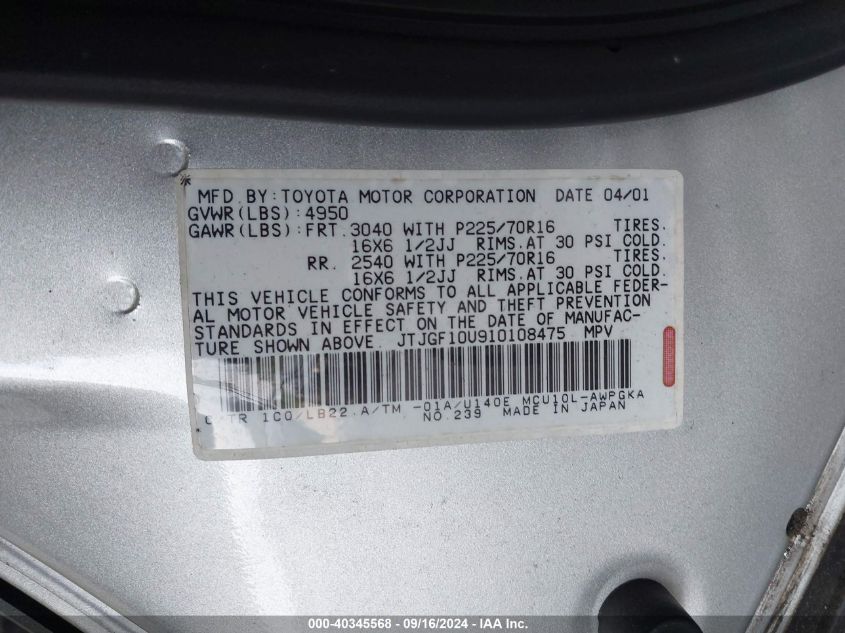 MFD.BY:TOYOTA MOTOR CORPORATION DATE 04/01
GVWR(LBS):4950
GAWR(LBS):FRT.3040 WITH P225/70R16 TIRES.
16X6 1/2JJ RIMS.AT 30 PSI COLD.
RR. 2540 WITH P225/70R16 TIRES.
16X6 1/2JJ RIMS.AT 30 PSI COLD.
THIS VEHICLE CONFORMS TO ALL APPLICABLE FEDER-
AL MOTOR VEHICLE SAFETY AND THEFT PREVENTION
STANDARDS IN EFFECT ON THE DATE OF MANUFAC-
TURE SHOWN ABOVE. JTJGF10U910108475 MPV
C/TR 1C0/LB22 A/TM -01A/U140E MCU10L-AWPGKA
NO.239 MADE IN JAPAN
000-40345568 - 09/16/2024 - IAA Inc.